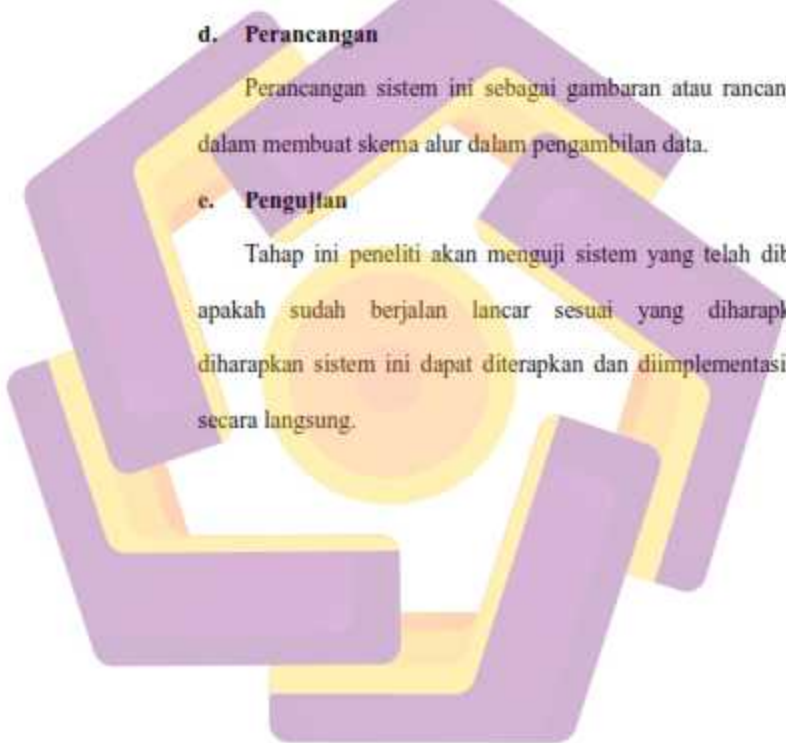 d. Perancangan
Perancangan sistem ini sebagai gambaran atau rancan
dalam membuat skema alur dalam pengambilan data.
e. Pengujian
Tahap ini peneliti akan menguji sistem yang telah dib
apakah sudah berjalan lancar sesuai yang diharapk
diharapkan sistem ini dapat diterapkan dan diimplementasi
secara langsung.